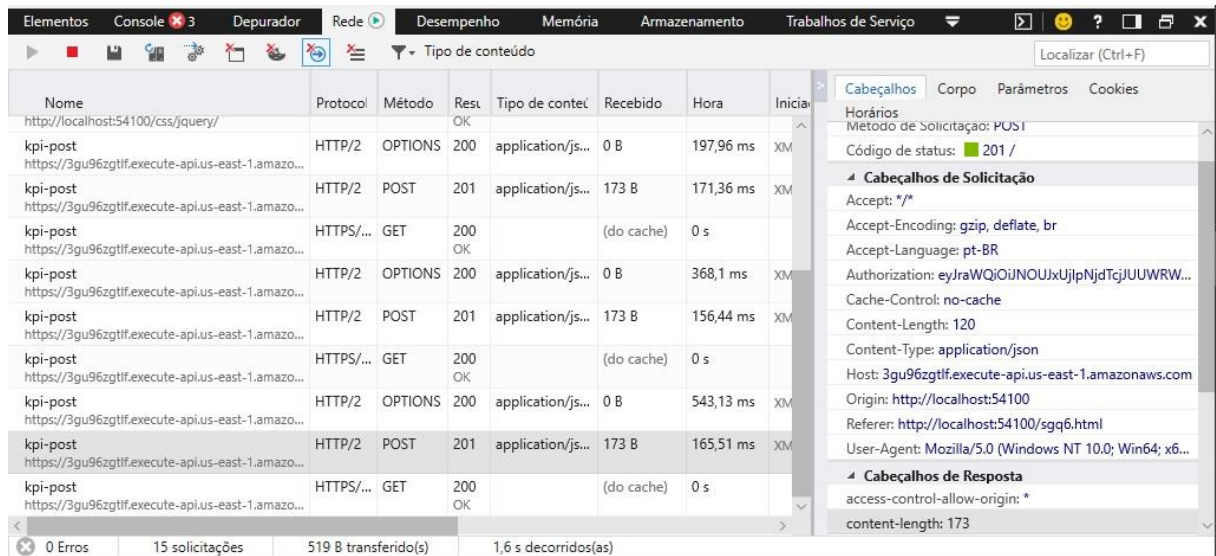 Elementos Console 3 Depurador Rede Desempenho Memória Armazenamento Trabalhos de Serviço ?
Tipo de conteúdo Localizar (Ctrl+F)
Nome Protocol Método Resu Tipo de conteú Recebido Hora Inicia
http://localhost:54100/css/jquery/ OK
kpi-post HTTP/2 OPTIONS 200 application/js... 0 B 197,96 ms XM
https://3gu96zgtlf.execute-api.us-east-1.amazo...
kpi-post HTTP/2 POST 201 application/js... 173 B 171,36 ms XM
https://3gu96zgtlf.execute-api.us-east-1.amazo...
kpi-post HTTPS/... GET 200 (do cache) 0 s
https://3gu96zgtlf.execute-api.us-east-1.amazo... OK
kpi-post HTTP/2 OPTIONS 200 application/js... 0 B 368,1 ms XM
https://3gu96zgtlf.execute-api.us-east-1.amazo...
kpi-post HTTP/2 POST 201 application/js... 173 B 156,44 ms XM
https://3gu96zgtlf.execute-api.us-east-1.amazo...
kpi-post HTTPS/... GET 200 (do cache) 0 s
https://3gu96zgtlf.execute-api.us-east-1.amazo... OK
kpi-post HTTP/2 OPTIONS 200 application/js... 0 B 543,13 ms XM
https://3gu96zgtlf.execute-api.us-east-1.amazo...
kpi-post HTTP/2 POST 201 application/js... 173 B 165,51 ms XM
https://3gu96zgtlf.execute-api.us-east-1.amazo...
kpi-post HTTPS/... GET 200 (do cache) 0 s
https://3gu96zgtlf.execute-api.us-east-1.amazo... OK
Cabeçalhos Corpo Parâmetros Cookies
Horários
Método de Solicitação: POST
Código de status: 201 /
Cabeçalhos de Solicitação
Accept: */*
Accept-Encoding: gzip, deflate, br
Accept-Language: pt-BR
Authorization: eyJraWQiOiJNOUJxUjlpNjdTcjJUUWRW...
Cache-Control: no-cache
Content-Length: 120
Content-Type: application/json
Host: 3gu96zgtlf.execute-api.us-east-1.amazonaws.com
Origin: http://localhost:54100
Referer: http://localhost:54100/sgq6.html
User-Agent: Mozilla/5.0 (Windows NT 10.0; Win64; x6...
Cabeçalhos de Resposta
access-control-allow-origin: *
content-length: 173
0 Erros 15 solicitações 519 B transferido(s) 1,6 s decorridos(as)